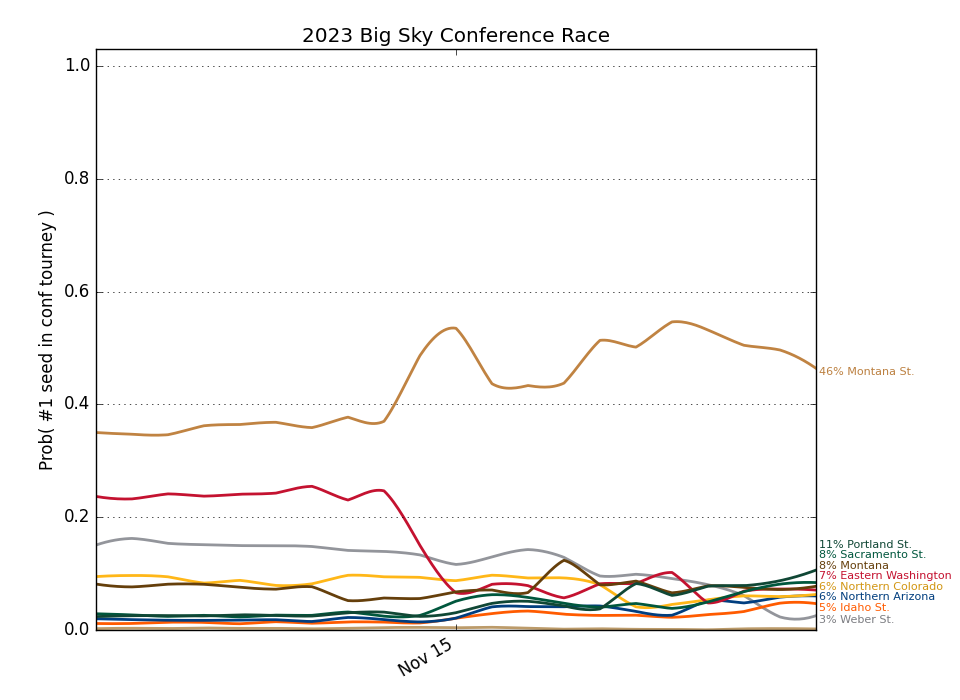 2023 Big Sky Conference Race
Prob( #1 seed in conf tourney )
1.0
0.8
0.6
0.4
0.2
0.0
Nov 15
46% Montana St.
11% Portland St.
8% Sacramento St.
8% Montana
7% Eastern Washington
6% Northern Colorado
6% Northern Arizona
5% Idaho St.
3% Weber St.